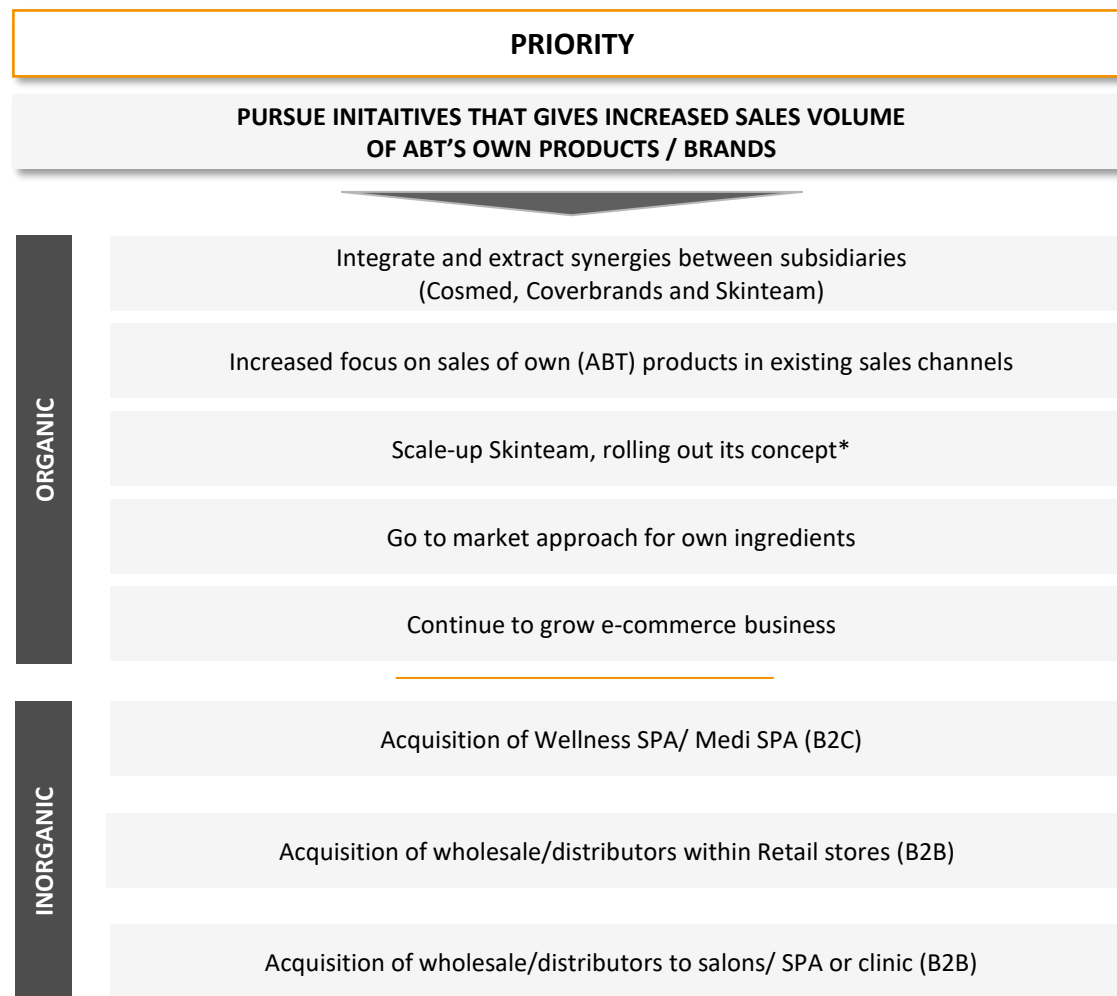 PRIORITY
PURSUE INITAITIVES THAT GIVES INCREASED SALES VOLUME
OF ABT'S OWN PRODUCTS / BRANDS
ORGANIC
Integrate and extract synergies between subsidiaries
(Cosmed, Coverbrands and Skinteam)
Increased focus on sales of own (ABT) products in existing sales channels
Scale-up Skinteam, rolling out its concept*
Go to market approach for own ingredients
Continue to grow e-commerce business
INORGANIC
Acquisition of Wellness SPA/ Medi SPA (B2C)
Acquisition of wholesale/distributors within Retail stores (B2B)
Acquisition of wholesale/distributors to salons/ SPA or clinic (B2B)